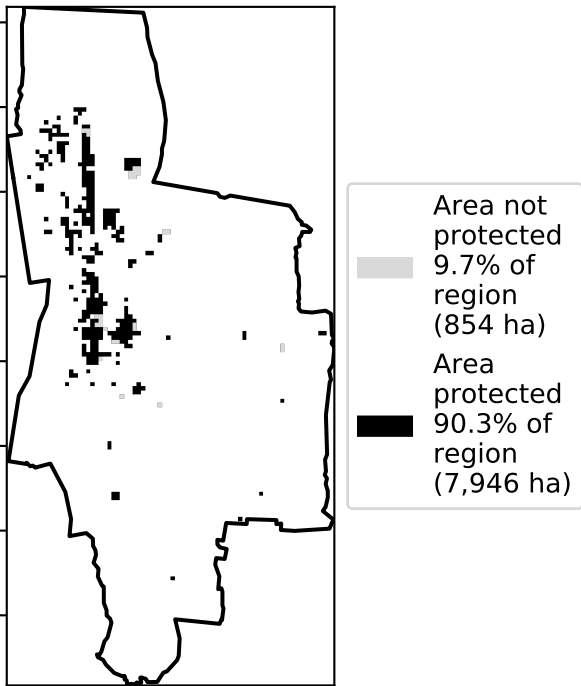 Area not
protected
9.7% of
region
(854 ha)
Area
protected
90.3% of
region
(7,946 ha)